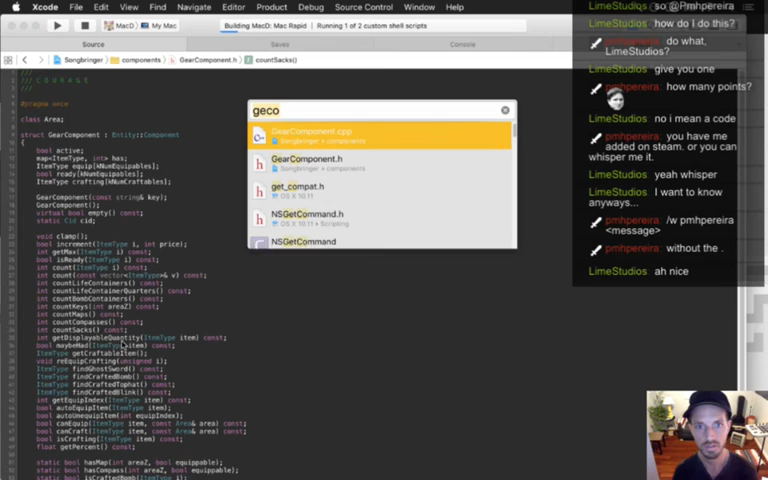 Xcode File Edit View Find Navigate Editor Product Debug Source Control Window Help
MacD My Mac
Building MacD: Mac Rapid Running 1 of 2 custom shell scripts
Source Saves Console
Songbringer components GearComponent.h countSacks()
///
/// C O U R A G E
///
#pragma once
class Area;
struct GearComponent : Entity::Component
{
bool active;
map<ItemType, int> has;
ItemType equip[kNumEquipables];
bool ready[kNumEquipables];
ItemType crafting[kNumCraftables];
GearComponent(const string& key);
GearComponent();
virtual bool empty() const;
static Cid cid;
void clamp();
bool increment(ItemType i, int price);
int getMax(ItemType i) const;
bool isReady(ItemType i) const;
int count(ItemType i) const;
int count(const vector<ItemType>& v) const;
int countLifeContainers() const;
int countLifeContainerQuarters() const;
int countBombContainers() const;
int countKeys(int areaZ) const;
int countMaps() const;
int countCompasses() const;
int countSacks() const;
int getDisplayableQuantity(ItemType item) const;
bool maybeMad(ItemType item) const;
ItemType getCraftableItem();
void reEquipCrafting(unsigned i);
ItemType findGhostSword() const;
ItemType findCraftedBomb() const;
ItemType findCraftedTophat() const;
ItemType findCraftedBlink() const;
int getEquipIndex(ItemType item) const;
bool autoEquipItem(ItemType item);
bool autoUnequipItem(int equipIndex);
bool canEquip(ItemType item, const Area& area) const;
bool canCraft(ItemType item, const Area& area) const;
bool isCrafting(ItemType item) const;
float getPercent() const;
static bool hasMap(int areaZ, bool equippable);
static bool hasCompass(int areaZ, bool equippable);
geco
GearComponent.cpp
Songbringer ▸ components
GearComponent.h
Songbringer ▸ components
get_compat.h
OS X 10.11
NSGetCommand.h
OS X 10.11 ▸ Scripting
NSGetCommand
LimeStudios: so @Pmhpereira
LimeStudios: how do I do this?
pmhpereira: do what,
LimeStudios?
LimeStudios: give you one
pmhpereira: how many points?
LimeStudios: no i mean a code
pmhpereira: you have me
added on steam. or you can
whisper me it.
LimeStudios: yeah whisper
LimeStudios: I want to know
anyways...
pmhpereira: /w pmhpereira
<message>
pmhpereira: without the .
LimeStudios: ah nice